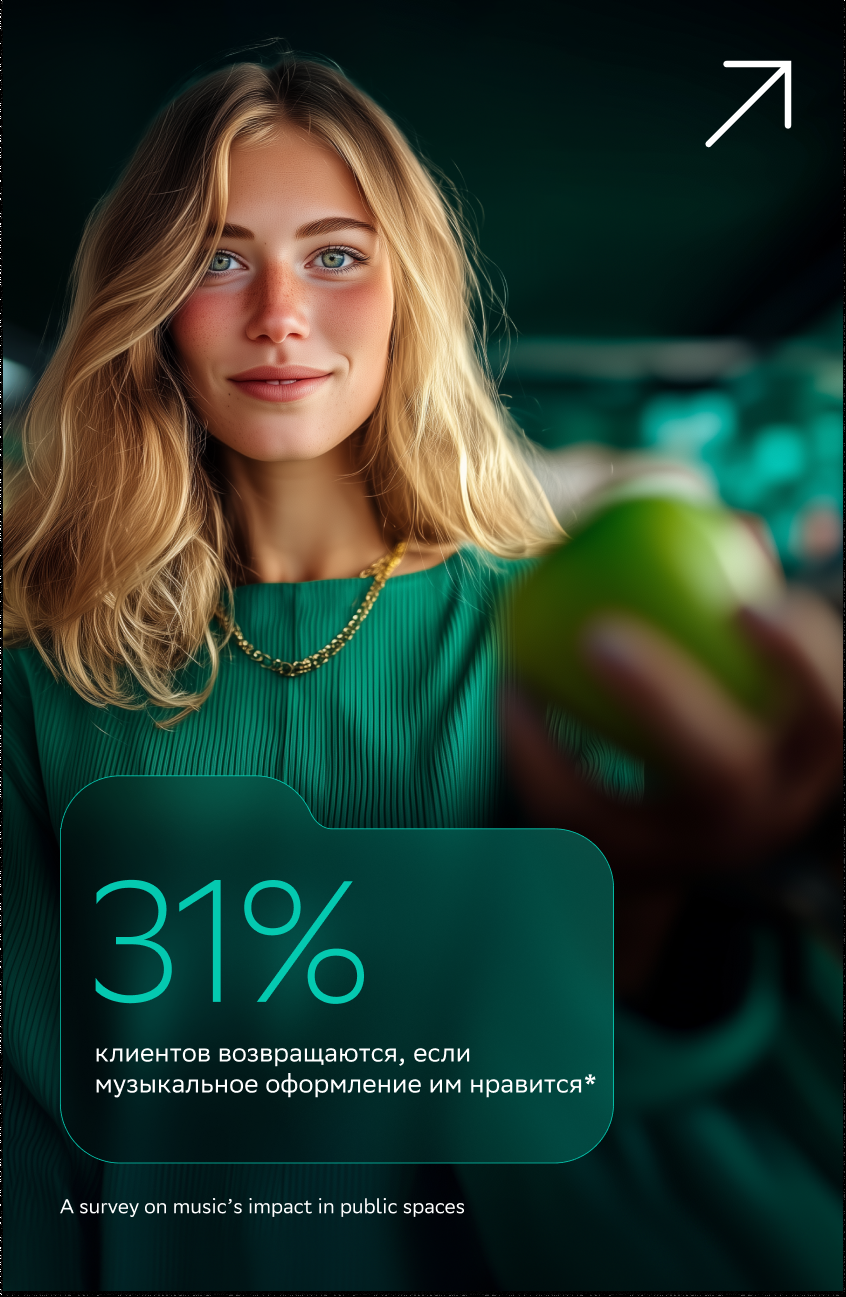 31%
клиентов возвращаются, если
музыкальное оформление им нравится*
A survey on music’s impact in public spaces